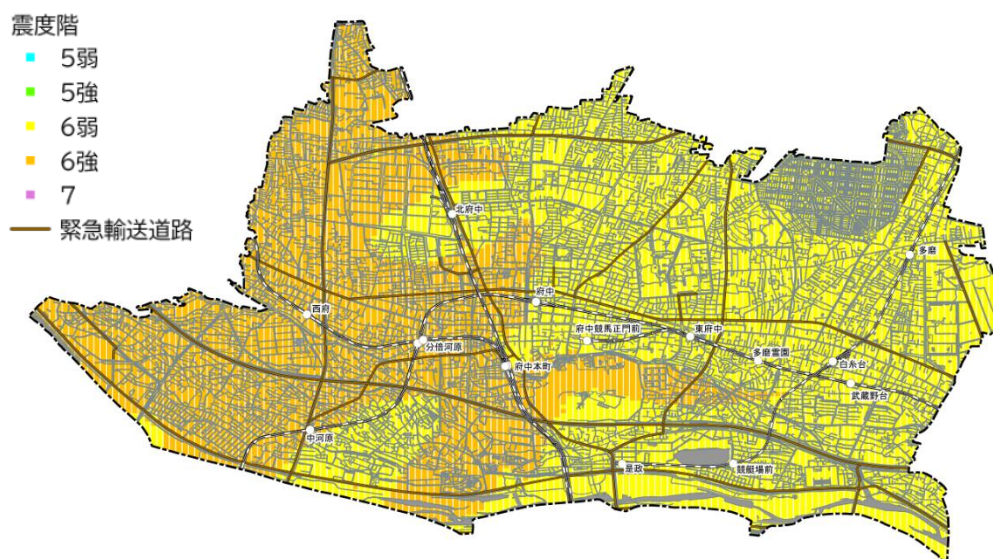 震度階
5弱
5強
6弱
6強
7
緊急輸送道路
北府中
多磨
府中
西府
府中競馬正門前
東府中
分倍河原
多磨霊園
白糸台
府中本町
武蔵野台
中河原
是政
競艇場前